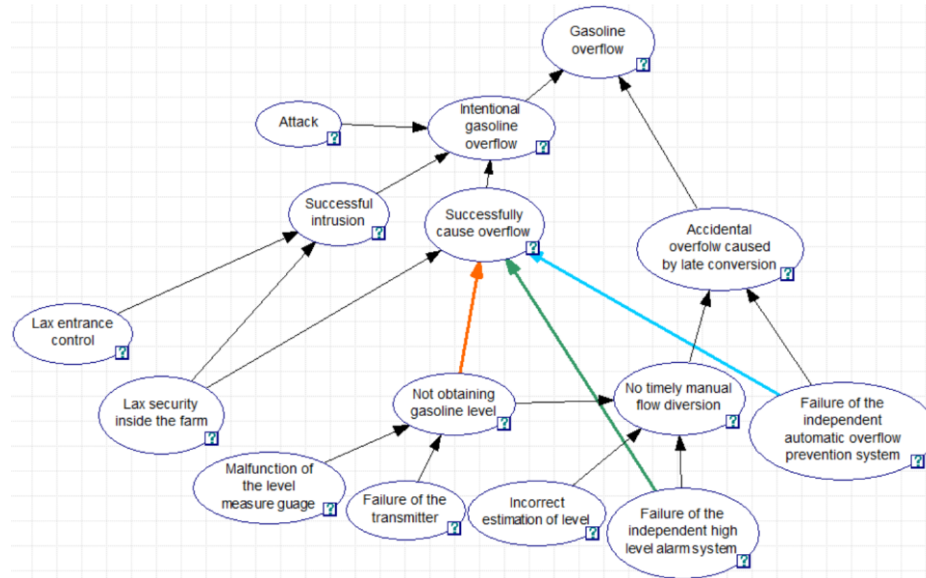 Gasoline
overflow
Attack
?
Intentional
gasoline
overflow
?
?
Successful
intrusion
?
Successfully
cause overflow
?
Accidental
overfolw caused
by late conversion
?
Lax entrance
control
?
Lax security
inside the farm
?
Not obtaining
gasoline level
?
No timely manual
flow diversion
?
Failure of the
independent
automatic overflow
prevention system
?
Malfunction of
the level
measure guage
?
Failure of the
transmitter
?
Incorrect
estimation of level
?
Failure of the
independent high
level alarm system
?
?